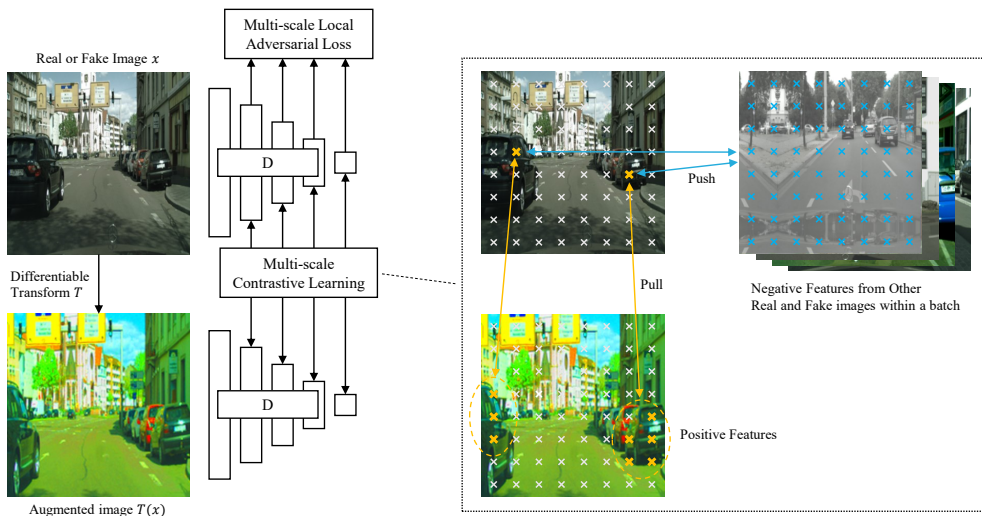 Multi-scale Local
Adversarial Loss
Real or Fake Image x
D
Push
Multi-scale
Contrastive Learning
Differentiable
Transform T
Pull
Negative Features from Other
Real and Fake images within a batch
D
Positive Features
Augmented image T(x)